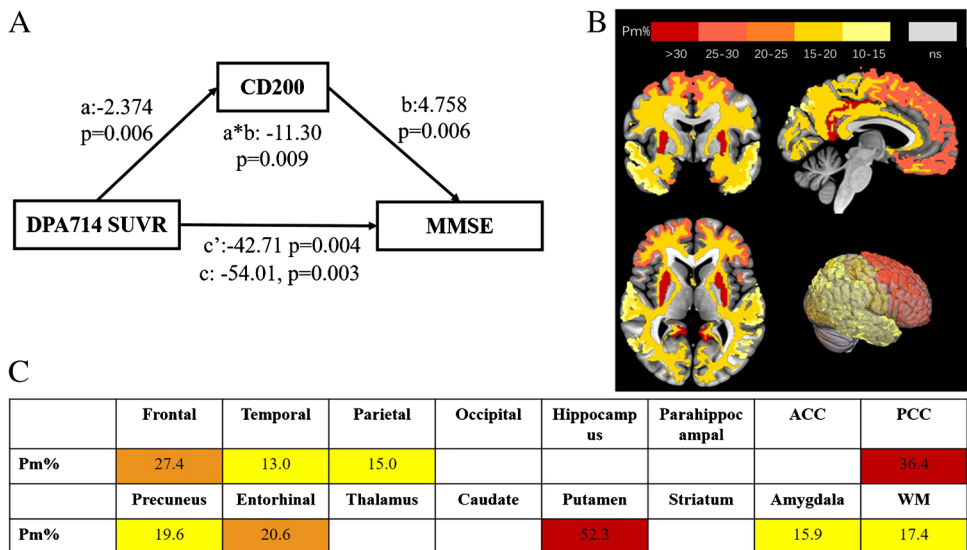 A
CD200
a:-2.374
p=0.006
b:4.758
p=0.006
a*b: -11.30
p=0.009
DPA714 SUVR
MMSE
c’:-42.71 p=0.004
c: -54.01, p=0.003
B
Pm%
>30 25-30 20-25 15-20 10-15 ns
C
Frontal Temporal Parietal Occipital Hippocamp Parahippoc ACC PCC
us ampal
Pm% 27.4 13.0 15.0 36.4
Precuneus Entorhinal Thalamus Caudate Putamen Striatum Amygdala WM
Pm% 19.6 20.6 52.3 15.9 17.4